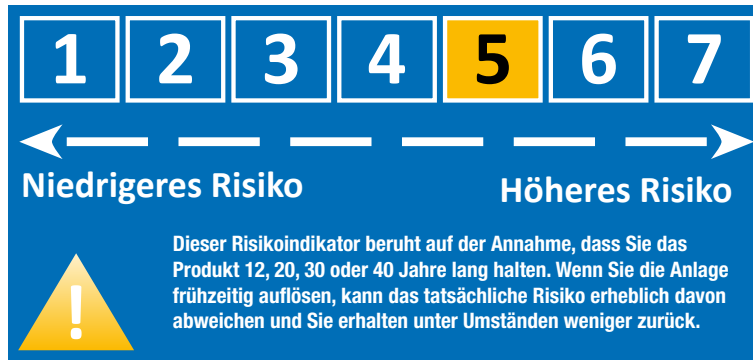 1 2 3 4 5 6 7
Niedrigeres Risiko Höheres Risiko
Dieser Risikoindikator beruht auf der Annahme, dass Sie das
Produkt 12, 20, 30 oder 40 Jahre lang halten. Wenn Sie die Anlage
frühzeitig auflösen, kann das tatsächliche Risiko erheblich davon
abweichen und Sie erhalten unter Umständen weniger zurück.
!